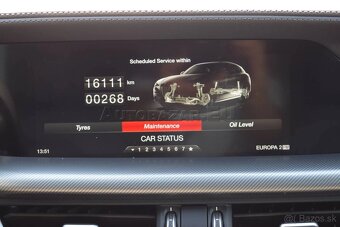 Scheduled Service within
16111 km
00268 Days
Tyres
Maintenance
Oil Level
CAR STATUS
1 2 3 4 5 6 7
13:51
EUROPA 2
© Bazoš.sk